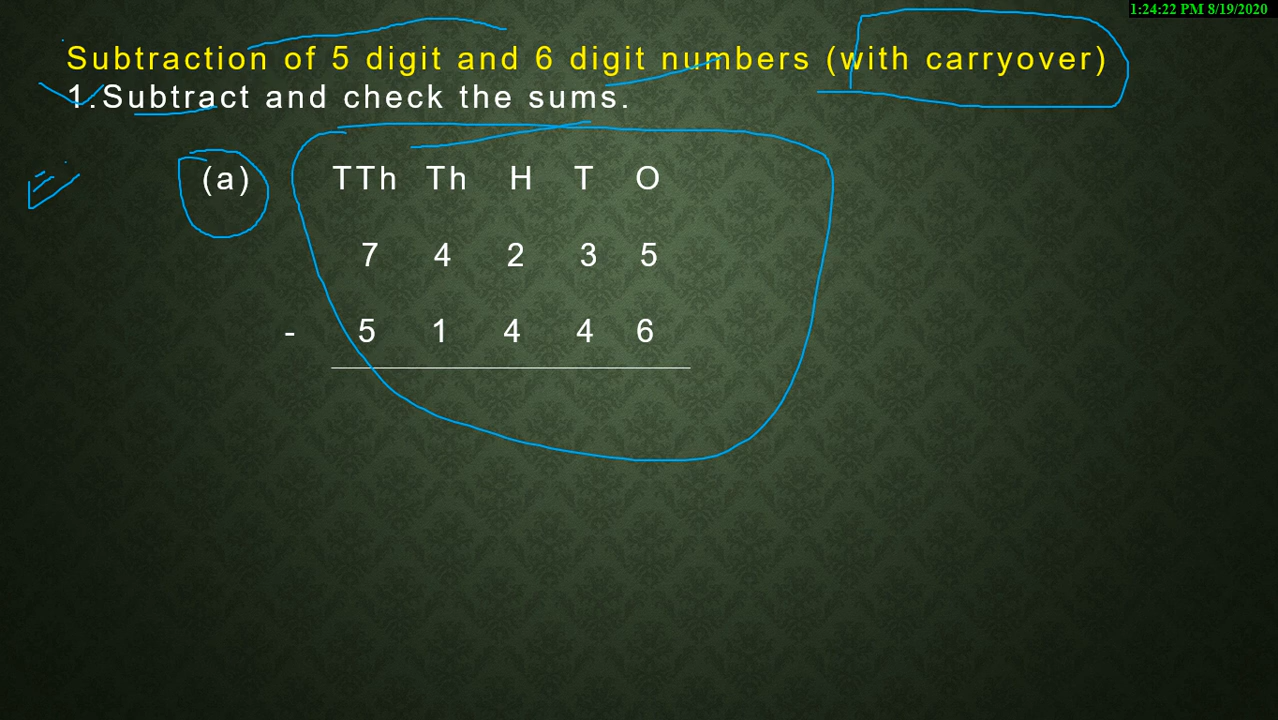 1:24:22 PM 8/19/2020
Subtraction of 5 digit and 6 digit numbers (with carryover)
1.Subtract and check the sums.
(a) TTh Th H T O
7 4 2 3 5
- 5 1 4 4 6